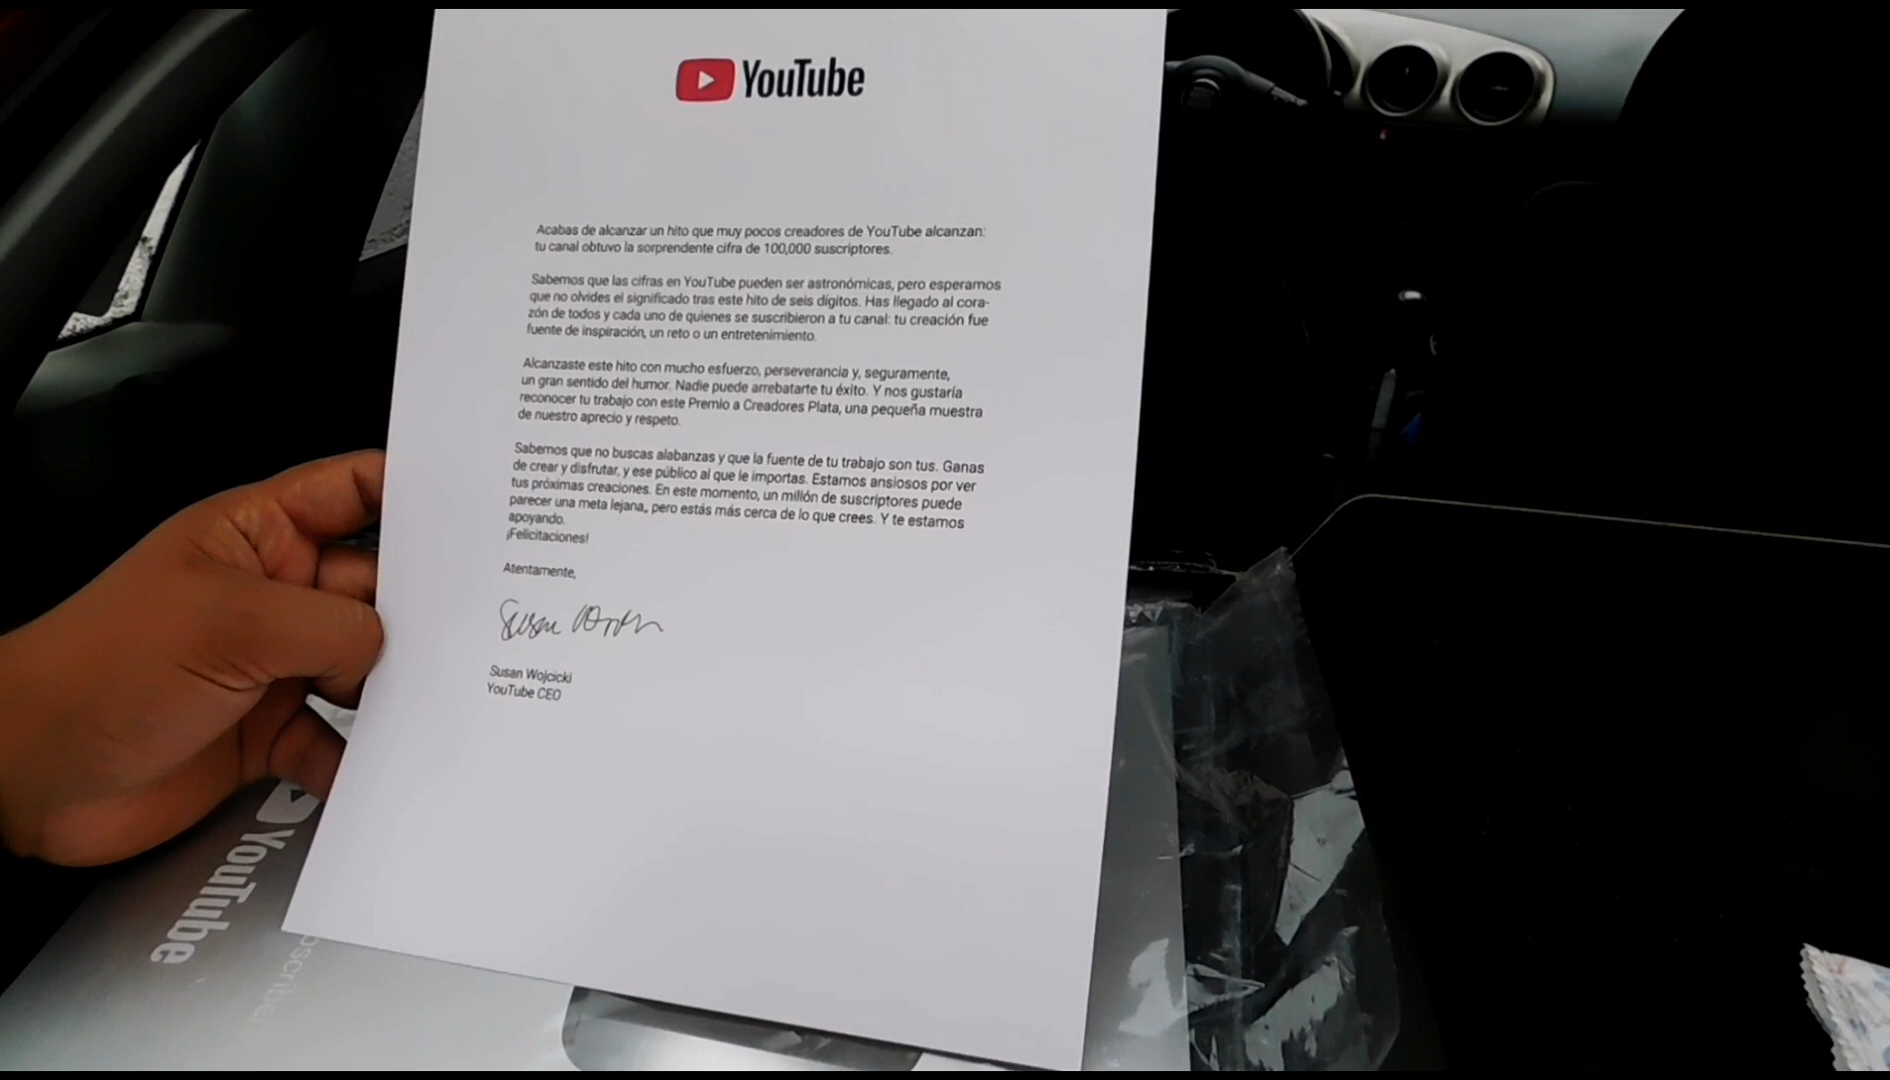 YouTube
Acabas de alcanzar un hito que muy pocos creadores de YouTube alcanzan:
tu canal obtuvo la sorprendente cifra de 100,000 suscriptores.
Sabemos que las cifras en YouTube pueden ser astronómicas, pero esperamos
que no olvides el significado tras este hito de seis dígitos. Has llegado al cora-
zón de todos y cada uno de quienes se suscribieron a tu canal: tu creación fue
fuente de inspiración, un reto o un entretenimiento.
Alcanzaste este hito con mucho esfuerzo, perseverancia y, seguramente,
un gran sentido del humor. Nadie puede arrebatarte tu éxito. Y nos gustaría
reconocer tu trabajo con este Premio a Creadores Plata, una pequeña muestra
de nuestro aprecio y respeto.
Sabemos que no buscas alabanzas y que la fuente de tu trabajo son tus. Ganas
de crear y disfrutar, y ese público al que le importas. Estamos ansiosos por ver
tus próximas creaciones. En este momento, un millón de suscriptores puede
parecer una meta lejana,, pero estás más cerca de lo que crees. Y te estamos
apoyando.
¡Felicitaciones!
Atentamente,
Susan Wojcicki
YouTube CEO
YouTube